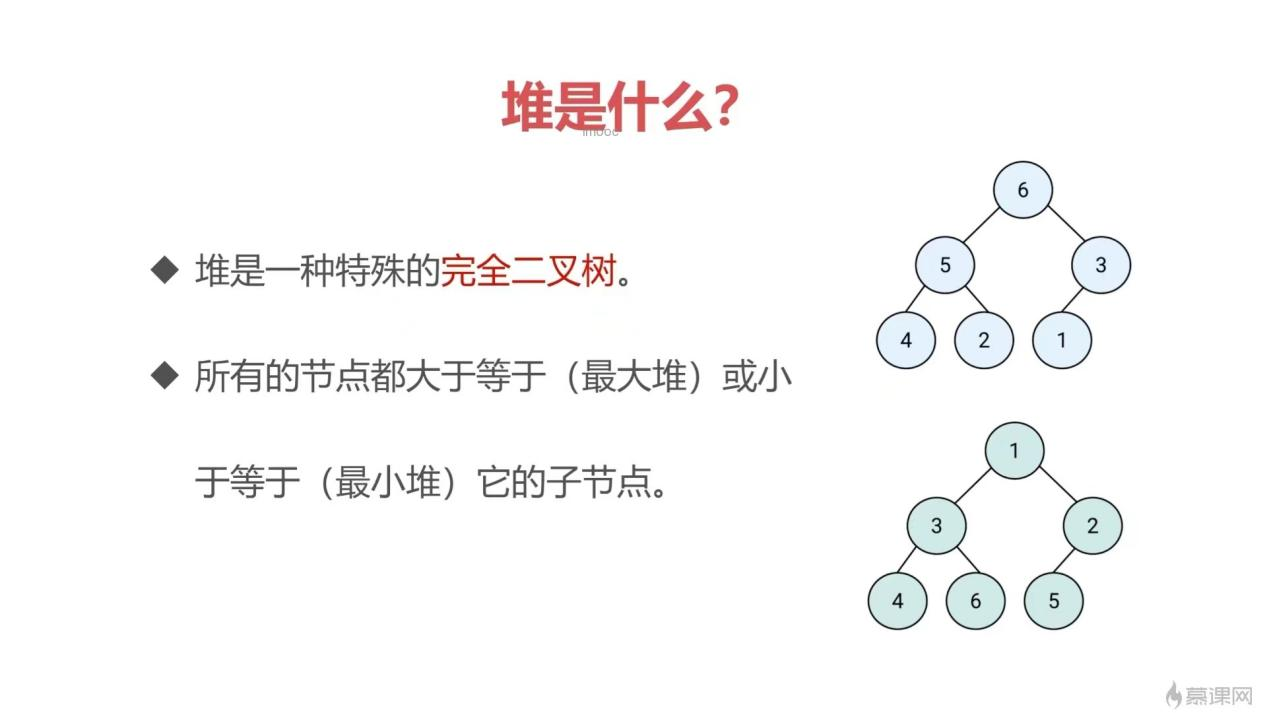 堆是什么？
imooc
◆ 堆是一种特殊的完全二叉树。
◆ 所有的节点都大于等于（最大堆）或小
于等于（最小堆）它的子节点。
6
5 3
4 2 1
1
3 2
4 6 5
慕课网